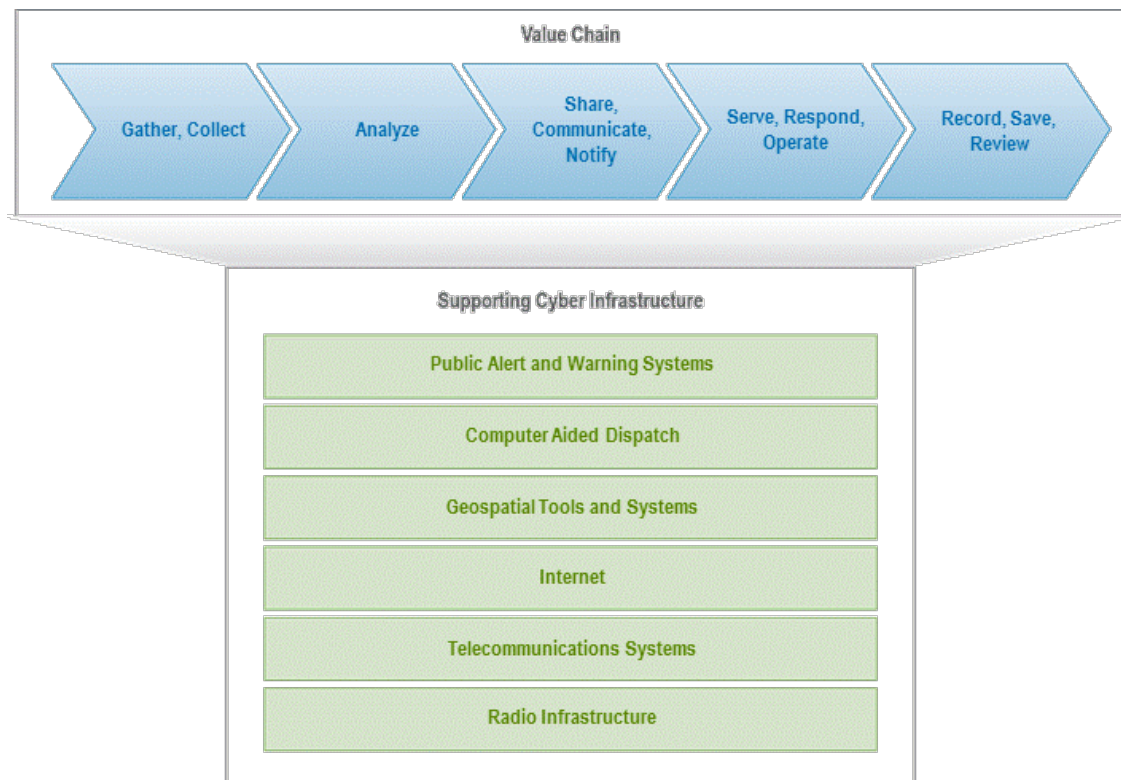 Value Chain
Gather, Collect
Analyze
Share,
Communicate,
Notify
Serve, Respond,
Operate
Record, Save,
Review
Supporting Cyber Infrastructure
Public Alert and Warning Systems
Computer Aided Dispatch
Geospatial Tools and Systems
Internet
Telecommunications Systems
Radio Infrastructure